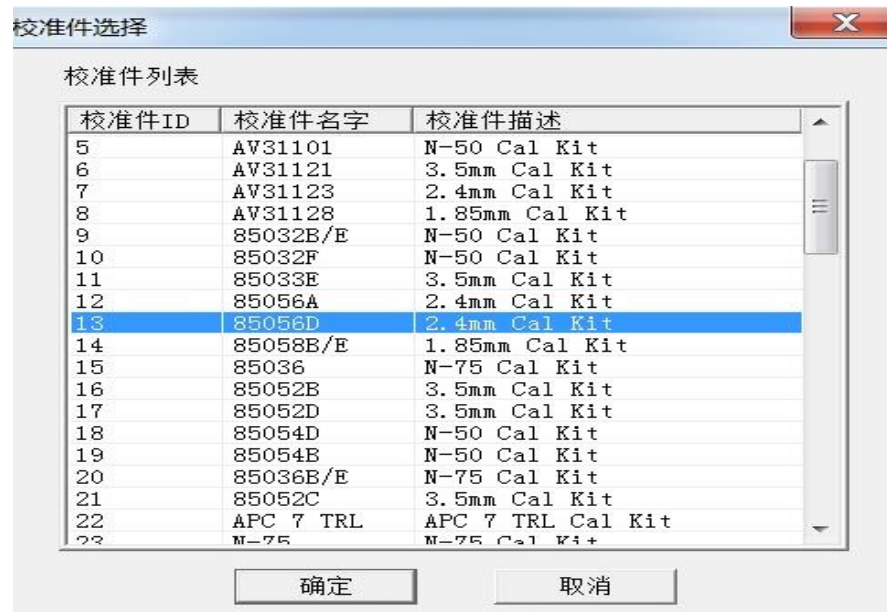 校准件选择
校准件列表
校准件ID 校准件名字 校准件描述
5 AV31101 N-50 Cal Kit
6 AV31121 3.5mm Cal Kit
7 AV31123 2.4mm Cal Kit
8 AV31128 1.85mm Cal Kit
9 85032B/E N-50 Cal Kit
10 85032F N-50 Cal Kit
11 85033E 3.5mm Cal Kit
12 85056A 2.4mm Cal Kit
13 85056D 2.4mm Cal Kit
14 85058B/E 1.85mm Cal Kit
15 85036 N-75 Cal Kit
16 85052B 3.5mm Cal Kit
17 85052D 3.5mm Cal Kit
18 85054D N-50 Cal Kit
19 85054B N-50 Cal Kit
20 85036B/E N-75 Cal Kit
21 85052C 3.5mm Cal Kit
22 APC 7 TRL APC 7 TRL Cal Kit
23 N-75 N-75 Cal Kit
确定 取消